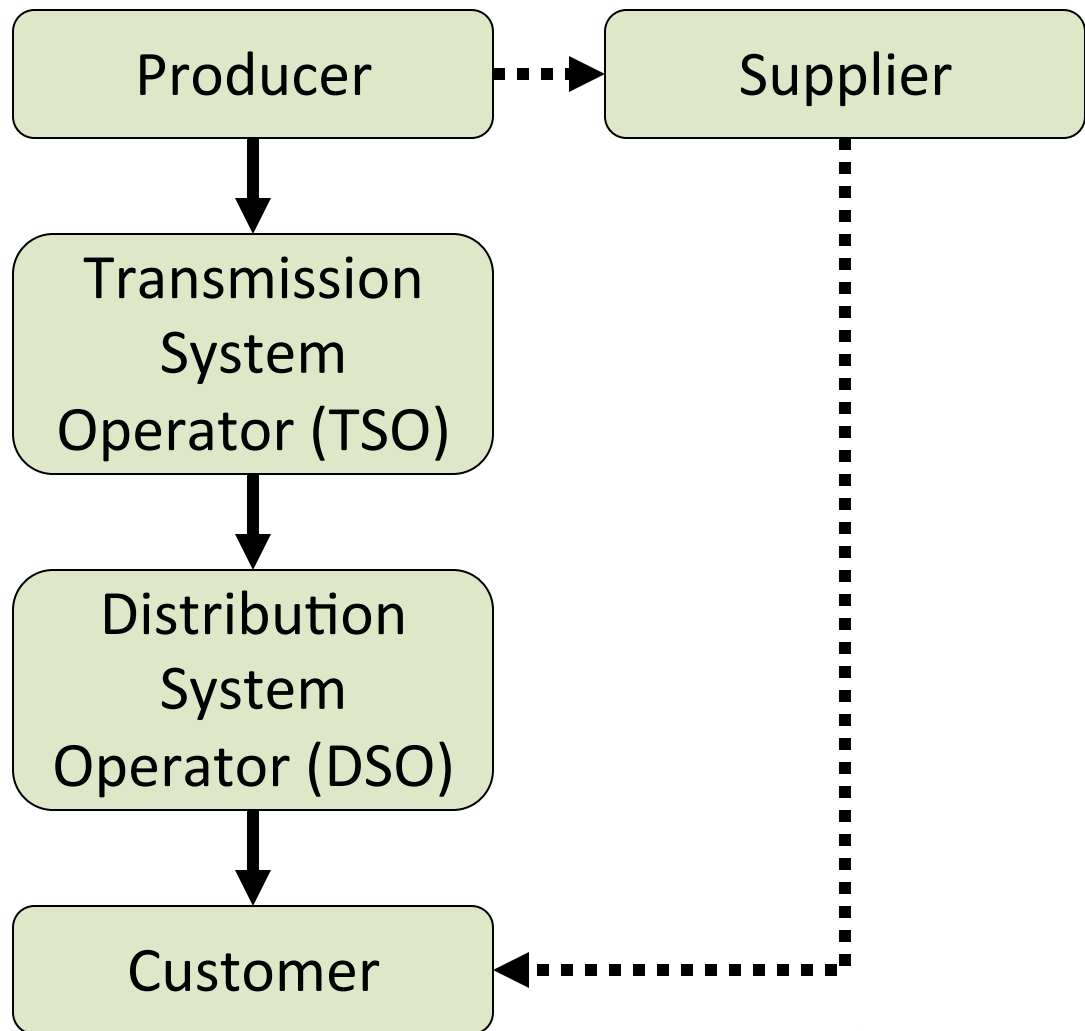 Producer
Supplier
Transmission
System
Operator (TSO)
Distribution
System
Operator (DSO)
Customer